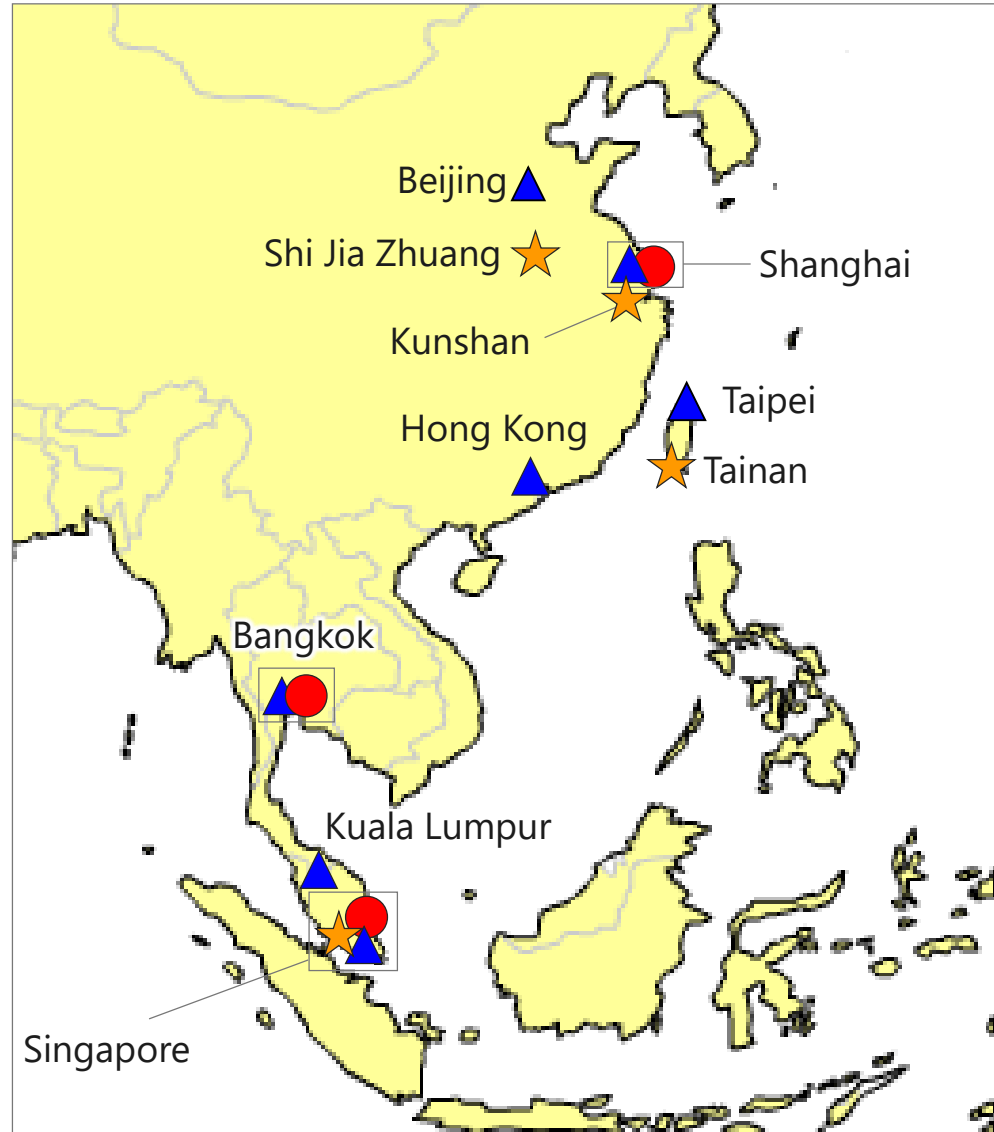 Beijing
Shi Jia Zhuang
Shanghai
Kunshan
Taipei
Hong Kong
Tainan
Bangkok
Kuala Lumpur
Singapore